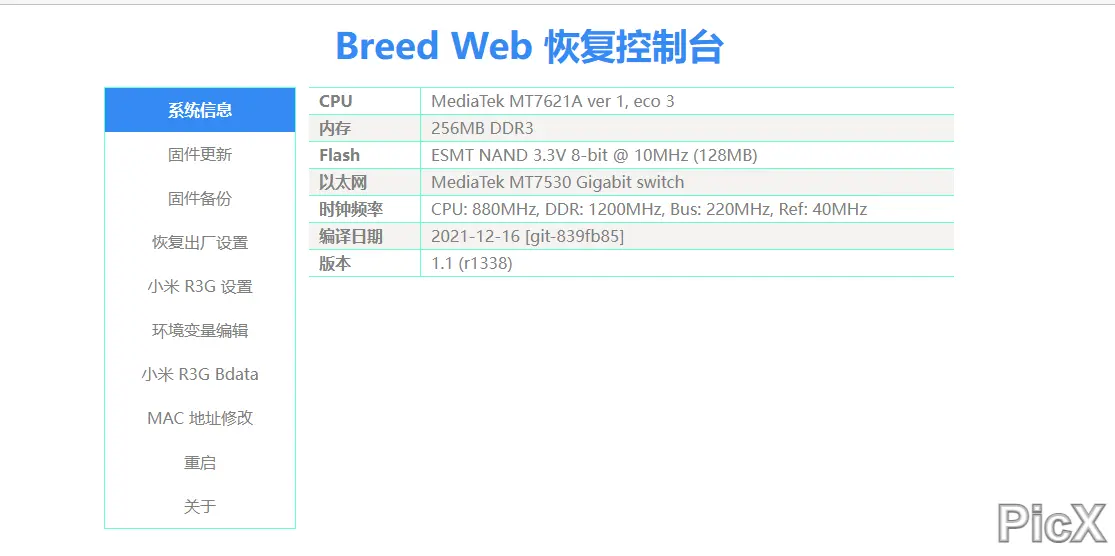 Breed Web 恢复控制台
系统信息
固件更新
固件备份
恢复出厂设置
小米 R3G 设置
环境变量编辑
小米 R3G Bdata
MAC 地址修改
重启
关于
CPU MediaTek MT7621A ver 1, eco 3
内存 256MB DDR3
Flash ESMT NAND 3.3V 8-bit @ 10MHz (128MB)
以太网 MediaTek MT7530 Gigabit switch
时钟频率 CPU: 880MHz, DDR: 1200MHz, Bus: 220MHz, Ref: 40MHz
编译日期 2021-12-16 [git-839fb85]
版本 1.1 (r1338)
PicX